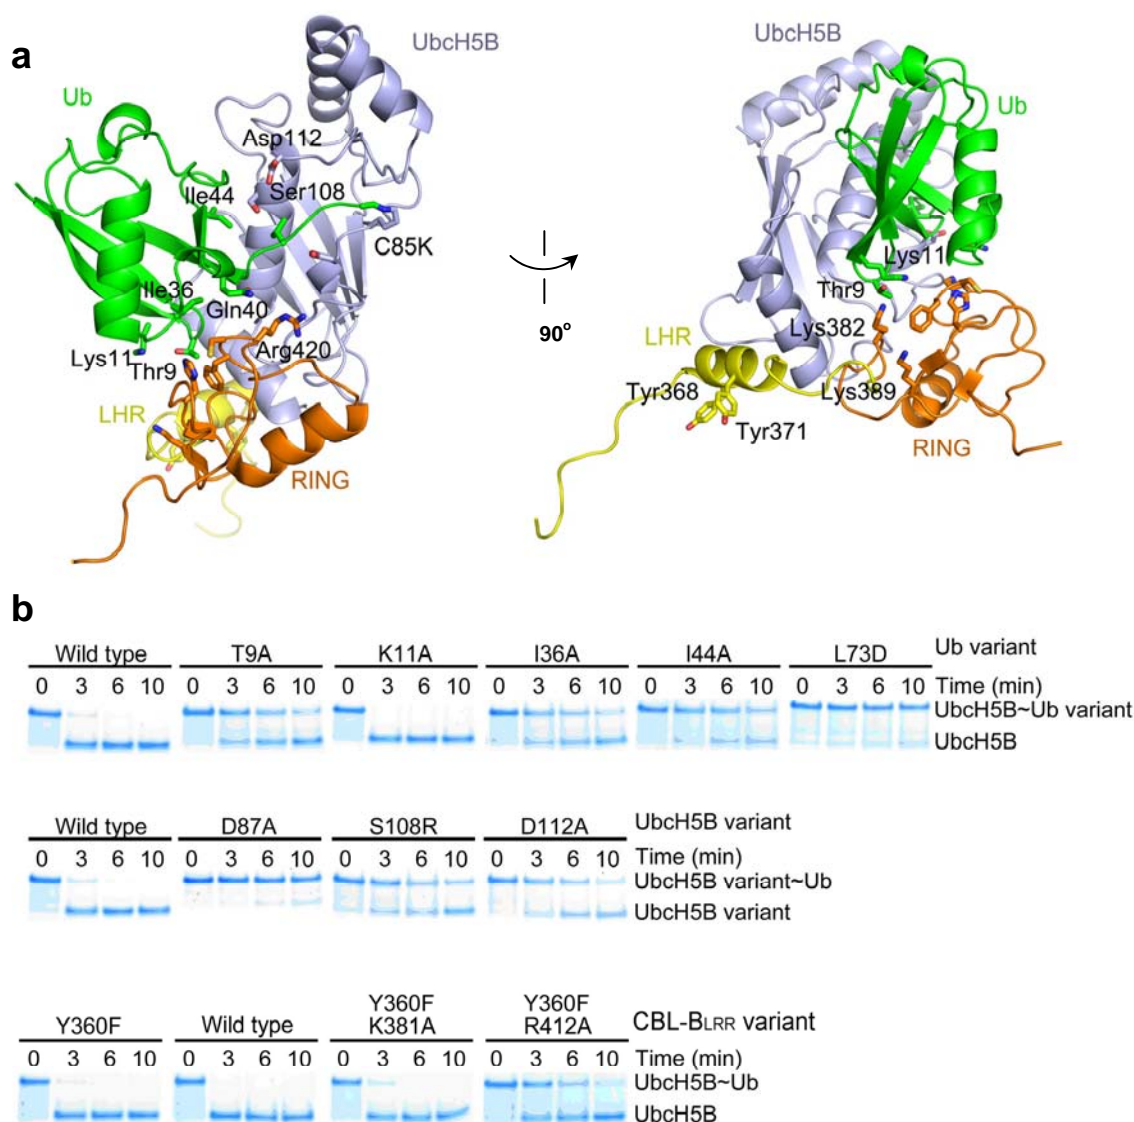 a
UbcH5B
Ub
Asp112
Ile44
Ser108
C85K
Ile36
Gln40
Lys11
Thr9
Arg420
LHR
RING
90o
UbcH5B
Ub
Lys11
Thr9
Lys382
LHR
Tyr368
Lys389
Tyr371
RING
b
Wild type T9A K11A I36A I44A L73D Ub variant
0 3 6 10 0 3 6 10 0 3 6 10 0 3 6 10 0 3 6 10 0 3 6 10 Time (min)
UbcH5B~Ub variant
UbcH5B
Wild type D87A S108R D112A UbcH5B variant
0 3 6 10 0 3 6 10 0 3 6 10 0 3 6 10 Time (min)
UbcH5B variant~Ub
UbcH5B variant
Y360F Wild type Y360F K381A Y360F R412A CBL-BLRR variant
0 3 6 10 0 3 6 10 0 3 6 10 0 3 6 10 Time (min)
UbcH5B~Ub
UbcH5B